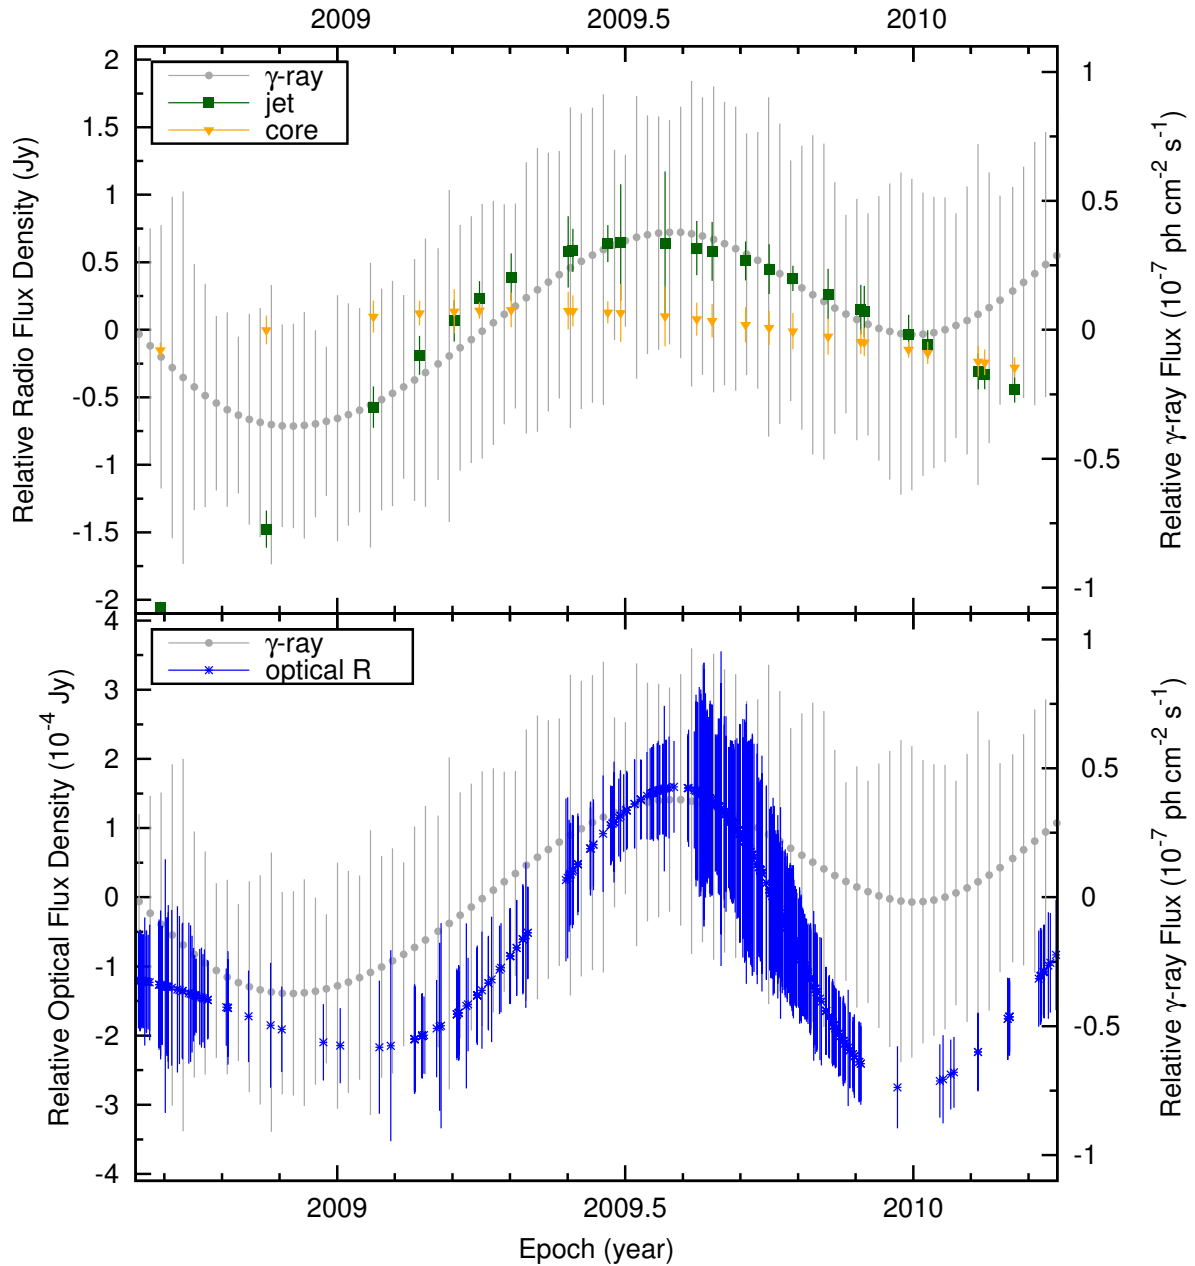 2009 2009.5 2010
γ-ray
jet
core
2
1.5
1
0.5
0
-0.5
-1
-1.5
-2
Relative Radio Flux Density (Jy)
1
0.5
0
-0.5
-1
Relative γ-ray Flux (10-7 ph cm-2 s-1)
γ-ray
optical R
4
3
2
1
0
-1
-2
-3
-4
Relative Optical Flux Density (10-4 Jy)
1
0.5
0
-0.5
-1
Relative γ-ray Flux (10-7 ph cm-2 s-1)
2009 2009.5 2010
Epoch (year)